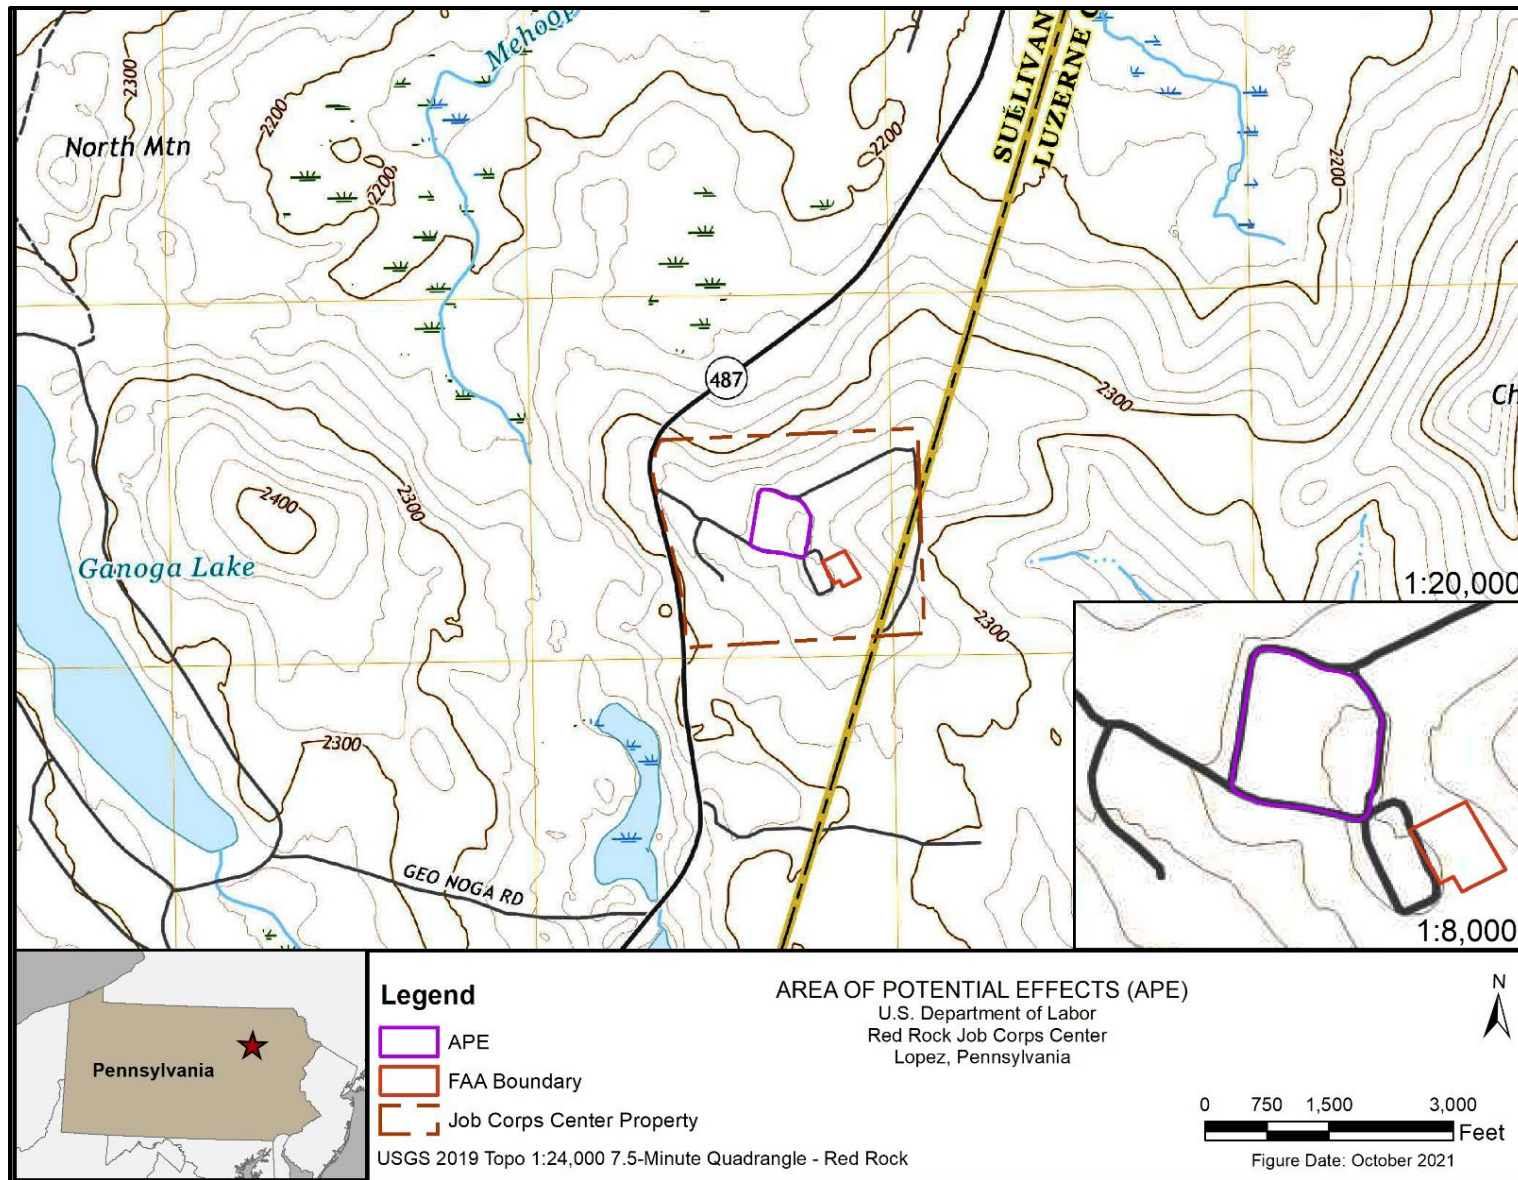 Mehoop
SULLIVAN
LUZERNE C
2300
2200
North Mtn
2200
2200
2200
487
2300
Ch
2400
2300
Ganoga Lake
2300
1:20,000
2300
GEO NOGA RD
1:8,000
Pennsylvania
Legend
APE
FAA Boundary
Job Corps Center Property
USGS 2019 Topo 1:24,000 7.5-Minute Quadrangle - Red Rock
AREA OF POTENTIAL EFFECTS (APE)
U.S. Department of Labor
Red Rock Job Corps Center
Lopez, Pennsylvania
N
0 750 1,500 3,000
Feet
Figure Date: October 2021